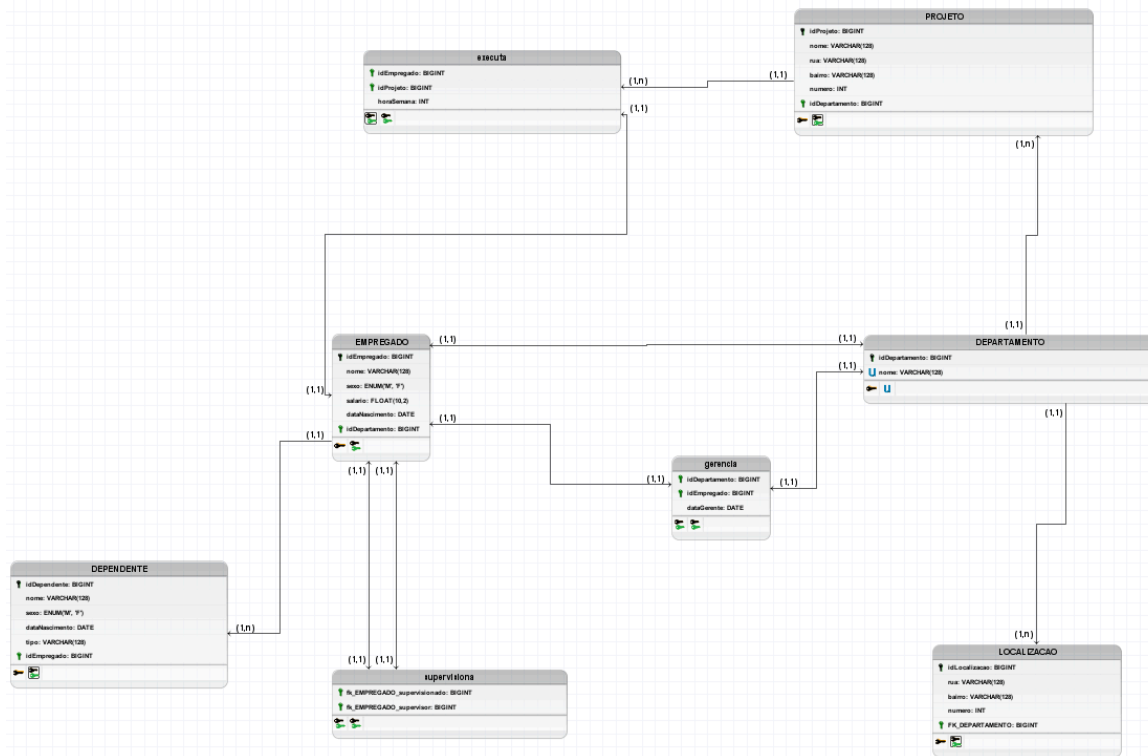 PROJETO
idProjeto: BIGINT
nome: VARCHAR(128)
rua: VARCHAR(128)
bairro: VARCHAR(128)
numero: INT
idDepartamento: BIGINT
(1,1)
(1,n)
executa
idEmpregado: BIGINT
idProjeto: BIGINT
horaSemana: INT
(1,n)
(1,1)
(1,1)
EMPREGADO
idEmpregado: BIGINT
nome: VARCHAR(128)
sexo: ENUM('M', 'F')
salario: FLOAT(10,2)
dataNascimento: DATE
idDepartamento: BIGINT
(1,1)
(1,1)
(1,1)
(1,1)
(1,1)
(1,1)
(1,1)
(1,1)
DEPARTAMENTO
idDepartamento: BIGINT
U nome: VARCHAR(128)
U
(1,1)
gerencia
idDepartamento: BIGINT
idEmpregado: BIGINT
dataGerente: DATE
(1,1)
(1,1)
DEPENDENTE
idDependente: BIGINT
nome: VARCHAR(128)
sexo: ENUM('M', 'F')
dataNascimento: DATE
tipo: VARCHAR(128)
idEmpregado: BIGINT
(1,n)
(1,1)
(1,1)
supervisiona
fk_EMPREGADO_supervisionado: BIGINT
fk_EMPREGADO_supervisor: BIGINT
(1,n)
LOCALIZACAO
idLocalizacao: BIGINT
rua: VARCHAR(128)
bairro: VARCHAR(128)
numero: INT
FK_DEPARTAMENTO: BIGINT